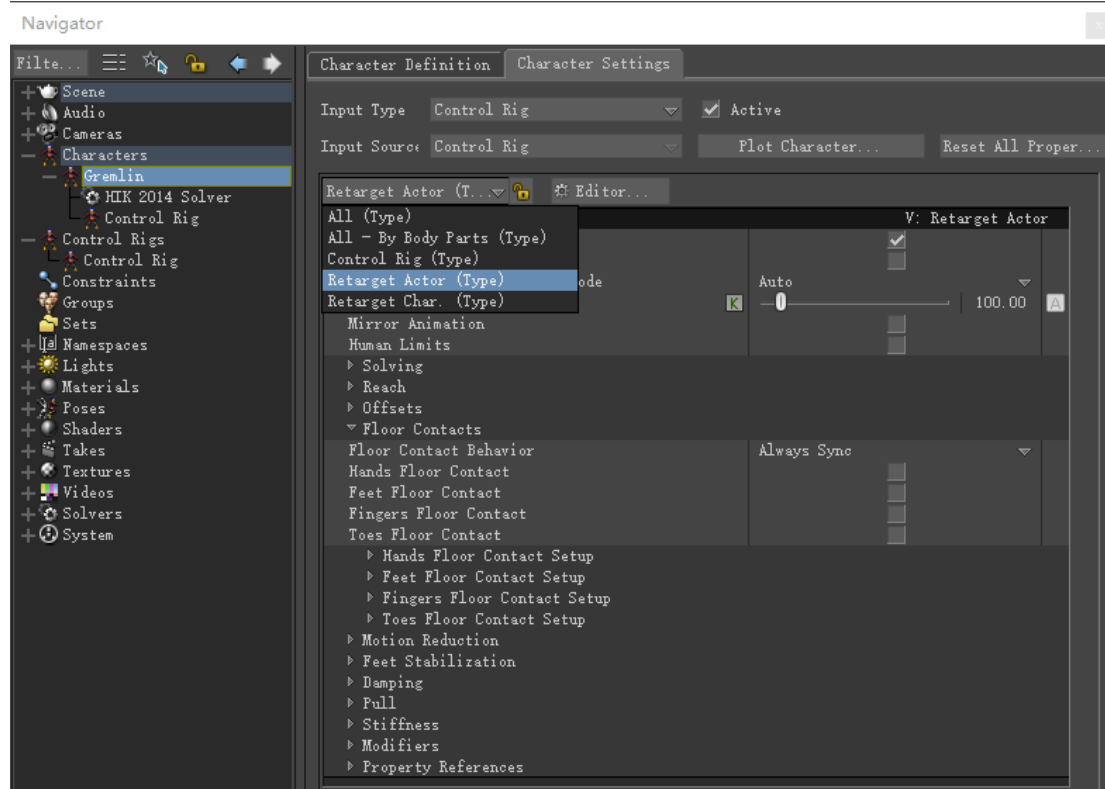 Navigator
Filte...
Character Definition Character Settings
Scene
Audio
Cameras
Characters
Gremlin
HIK 2014 Solver
Control Rig
Control Rigs
Control Rig
Constraints
Groups
Sets
Namespaces
Lights
Materials
Poses
Shaders
Takes
Textures
Videos
Solvers
System
Input Type Control Rig Active
Input Source Control Rig Plot Character... Reset All Proper...
Retarget Actor (T... Editor...
All (Type)
All - By Body Parts (Type)
Control Rig (Type)
Retarget Actor (Type)
Retarget Char. (Type)
V: Retarget Actor
ode Auto
K 100.00 A
Mirror Animation
Human Limits
Solving
Reach
Offsets
Floor Contacts
Floor Contact Behavior Always Sync
Hands Floor Contact
Feet Floor Contact
Fingers Floor Contact
Toes Floor Contact
Hands Floor Contact Setup
Feet Floor Contact Setup
Fingers Floor Contact Setup
Toes Floor Contact Setup
Motion Reduction
Feet Stabilization
Damping
Pull
Stiffness
Modifiers
Property References